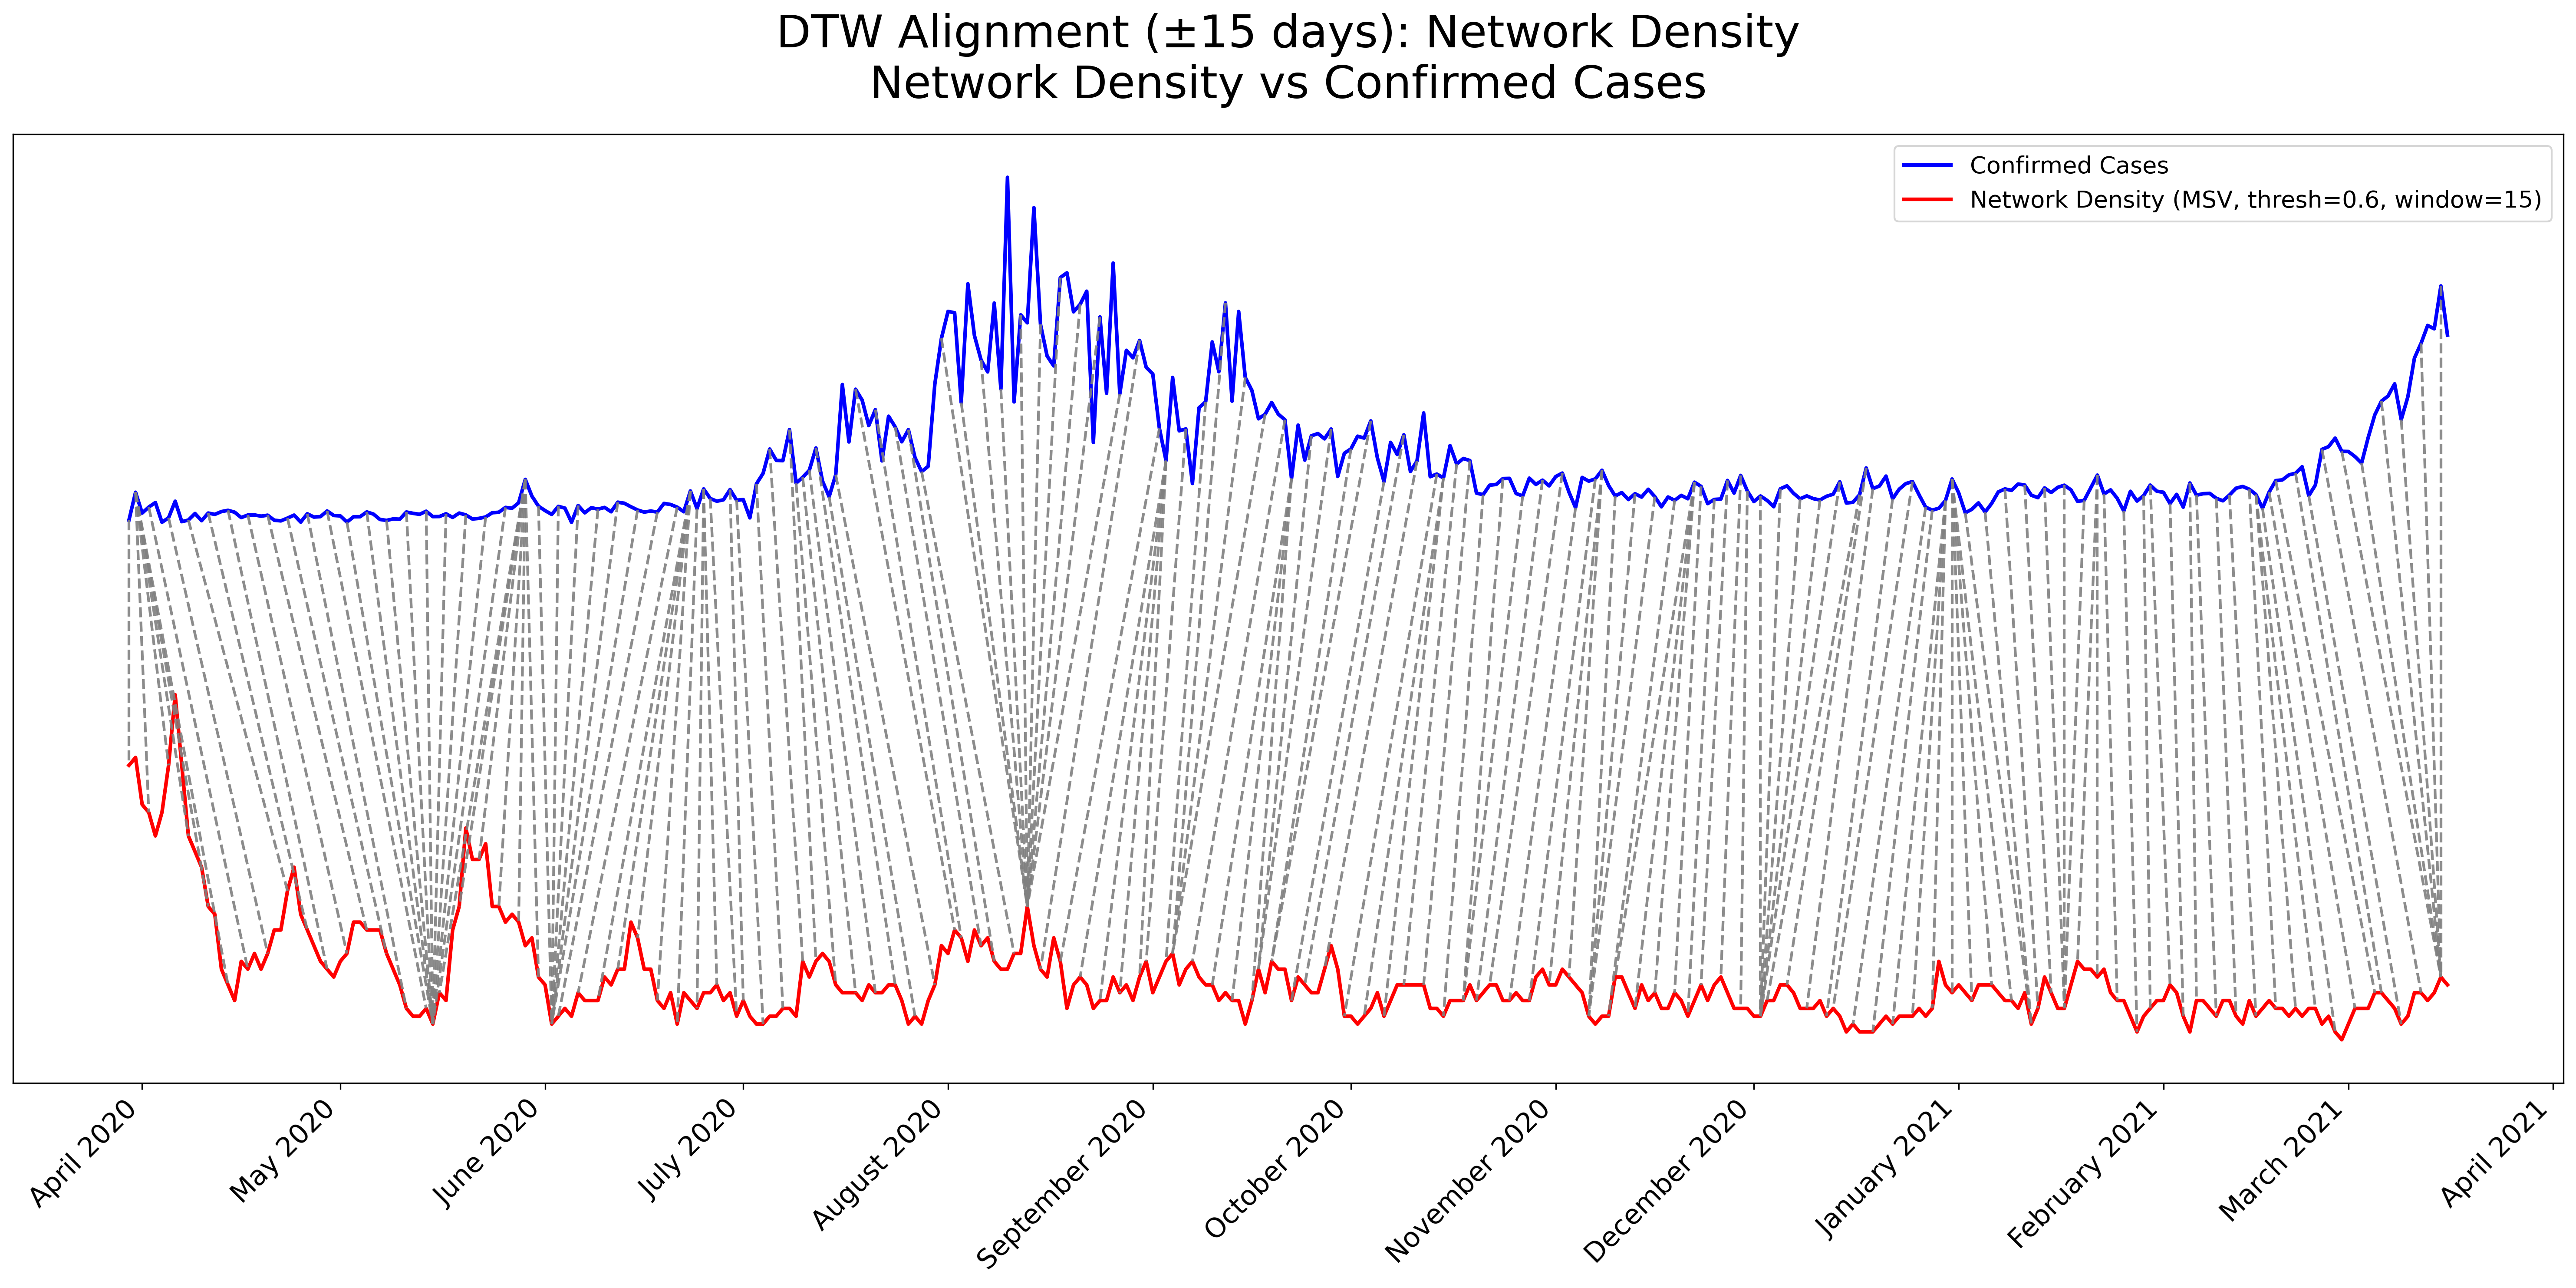 DTW Alignment (±15 days): Network Density
Network Density vs Confirmed Cases
Confirmed Cases
Network Density (MSV, thresh=0.6, window=15)
April 2020
May 2020
June 2020
July 2020
August 2020
September 2020
October 2020
November 2020
December 2020
January 2021
February 2021
March 2021
April 2021